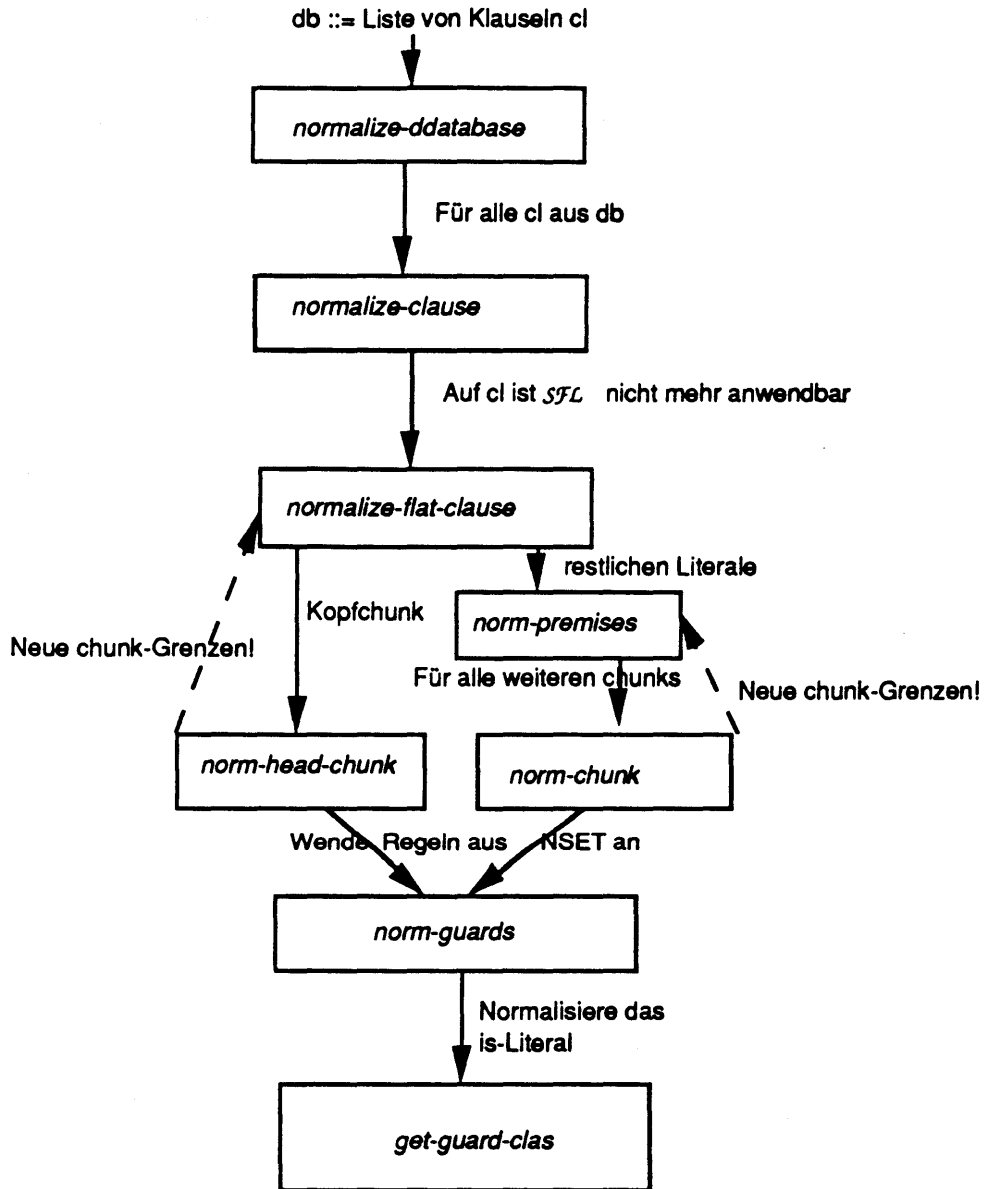 db ::= Liste von Klauseln cl
normalize-ddatabase
Für alle cl aus db
normalize-clause
Auf cl ist SFL nicht mehr anwendbar
normalize-flat-clause
restlichen Literale
Kopfchunk
norm-premises
Neue chunk-Grenzen!
Für alle weiteren chunks
Neue chunk-Grenzen!
norm-head-chunk
norm-chunk
Wende Regeln aus NSET an
norm-guards
Normalisiere das
is-Literal
get-guard-clas